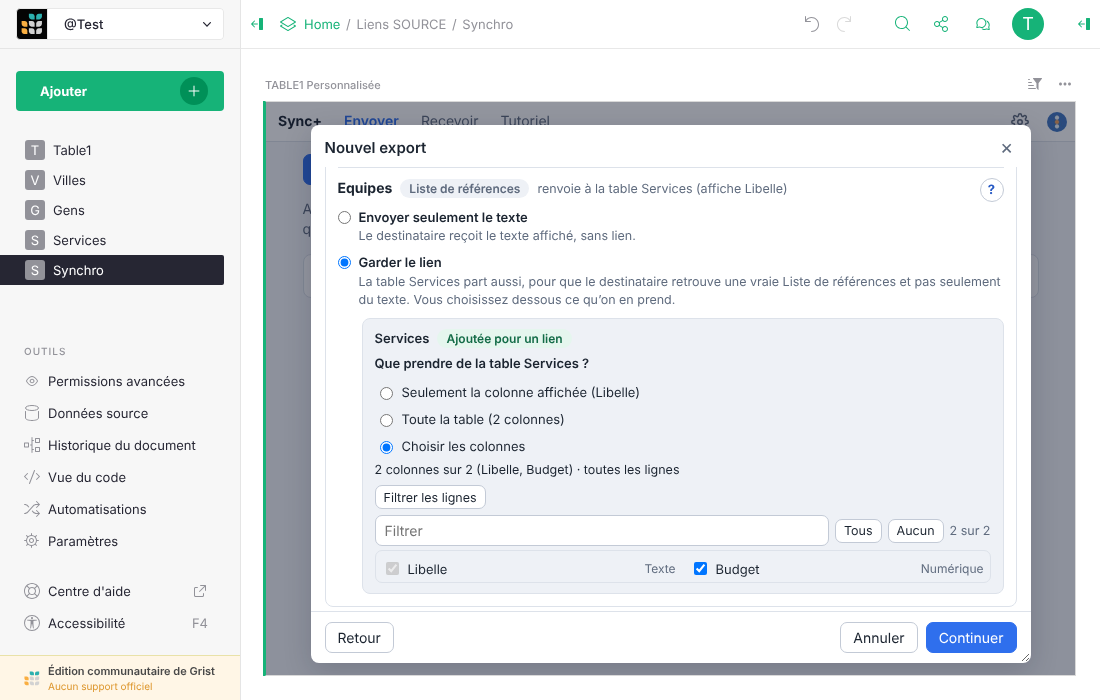 @Test
Home / Liens SOURCE / Synchro
T
Ajouter
TABLE1 Personnalisée
T Table1
V Villes
G Gens
S Services
S Synchro
OUTILS
Permissions avancées
Données source
Historique du document
Vue du code
Automatisations
Paramètres
Centre d'aide
Accessibilité F4
Édition communautaire de Grist
Aucun support officiel
Sync+ Envoyer Recevoir Tutoriel
Nouvel export
Equipes Liste de références renvoie à la table Services (affiche Libelle) ?
Envoyer seulement le texte
Le destinataire reçoit le texte affiché, sans lien.
Garder le lien
La table Services part aussi, pour que le destinataire retrouve une vraie Liste de références et pas seulement
du texte. Vous choisissez dessous ce qu’on en prend.
Services Ajoutée pour un lien
Que prendre de la table Services ?
Seulement la colonne affichée (Libelle)
Toute la table (2 colonnes)
Choisir les colonnes
2 colonnes sur 2 (Libelle, Budget) · toutes les lignes
Filtrer les lignes
Filtrer Tous Aucun 2 sur 2
Libelle Texte Budget Numérique
Retour Annuler Continuer